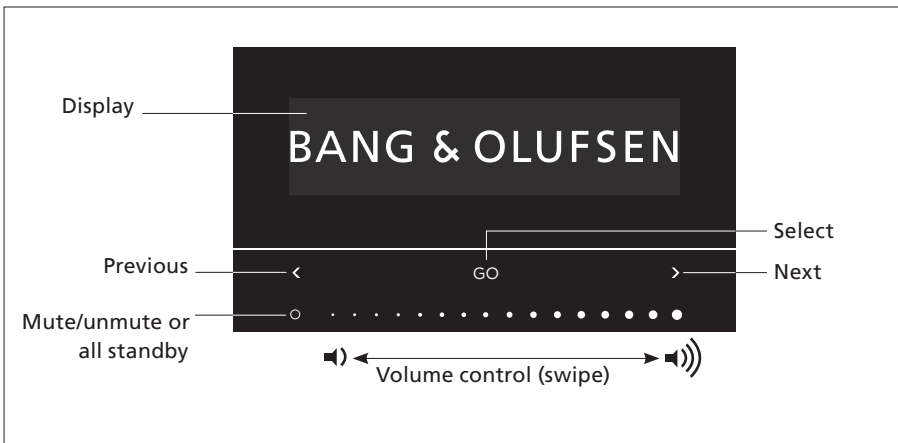 Display
BANG & OLUFSEN
Select
Previous
‹
GO
›
Next
Mute/unmute or
all standby
Volume control (swipe)